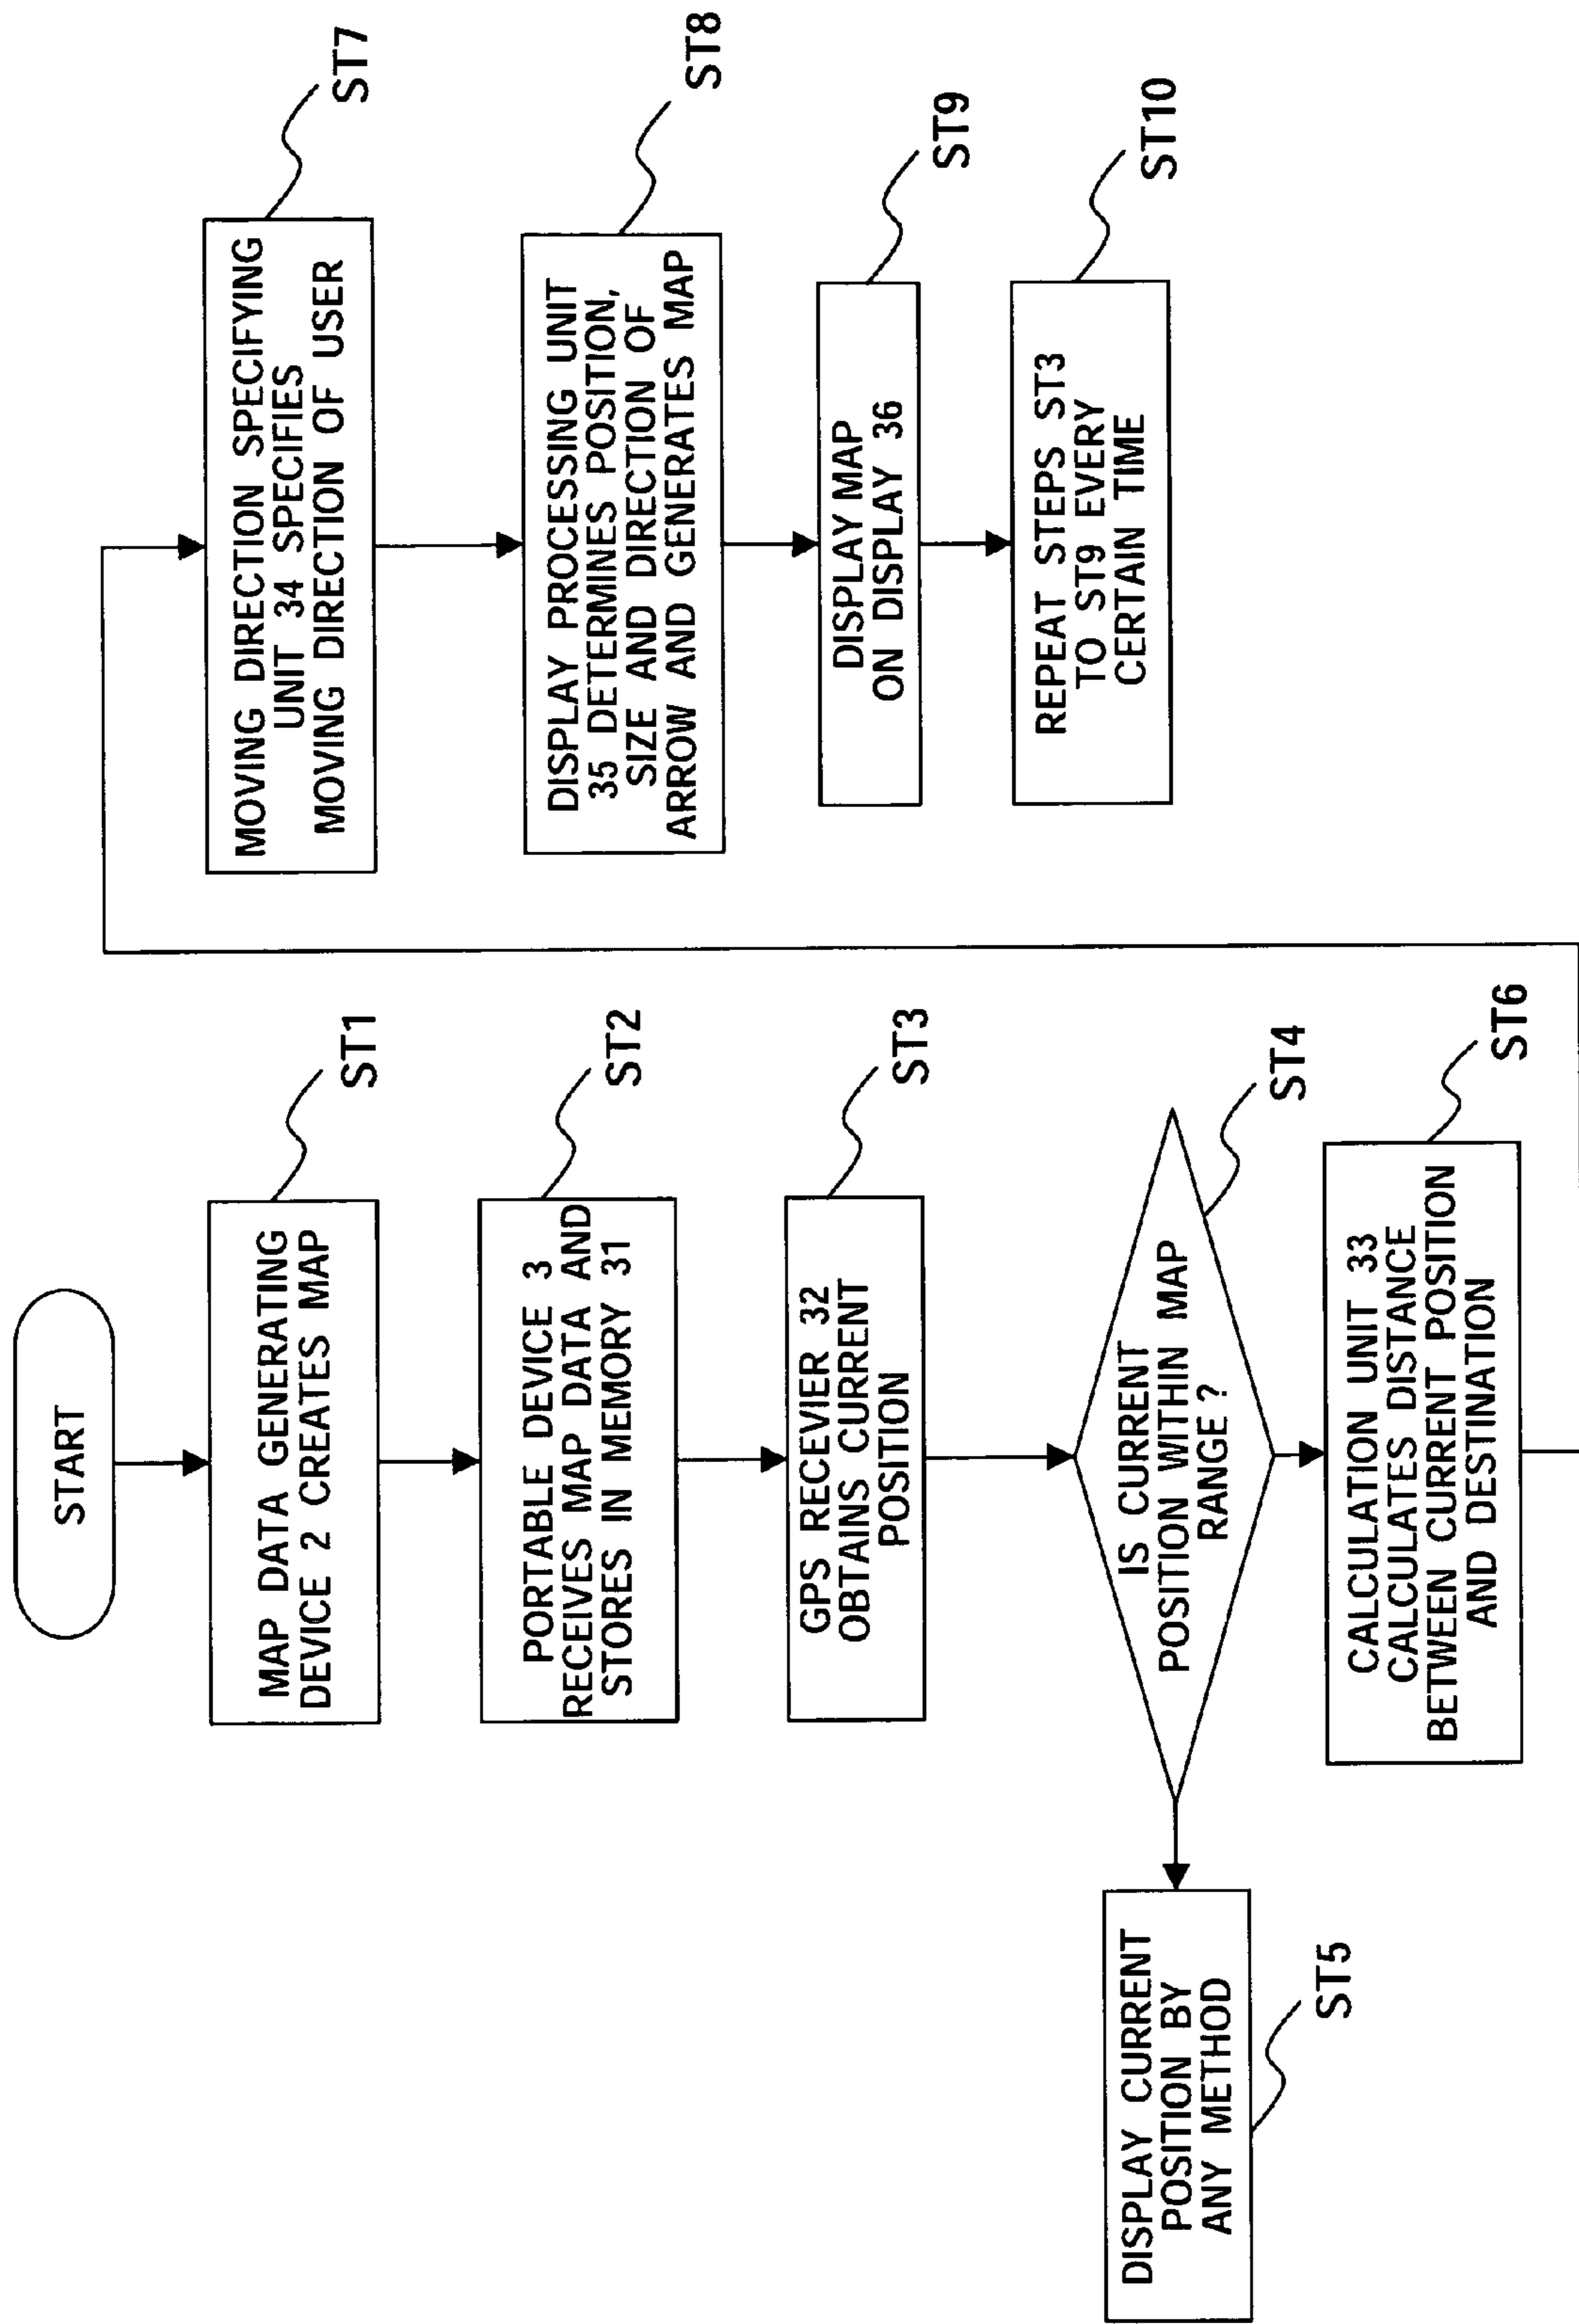 START
MAP DATA GENERATING
DEVICE 2 CREATES MAP
ST1
PORTABLE DEVICE 3
RECEIVES MAP DATA AND
STORES IN MEMORY 31
ST2
GPS RECEVIER 32
OBTAINS CURRENT
POSITION
ST3
IS CURRENT
POSITION WITHIN MAP
RANGE ?
ST4
DISPLAY CURRENT
POSITION BY
ANY METHOD
ST5
CALCULATION UNIT 33
CALCULATES DISTANCE
BETWEEN CURRENT POSITION
AND DESTINATION
ST6
MOVING DIRECTION SPECIFYING
UNIT 34 SPECIFIES
MOVING DIRECTION OF USER
ST7
DISPLAY PROCESSING UNIT
35 DETERMINES POSITION,
SIZE AND DIRECTION OF
ARROW AND GENERATES MAP
ST8
DISPLAY MAP
ON DISPLAY 36
ST9
REPEAT STEPS ST3
TO ST9 EVERY
CERTAIN TIME
ST10